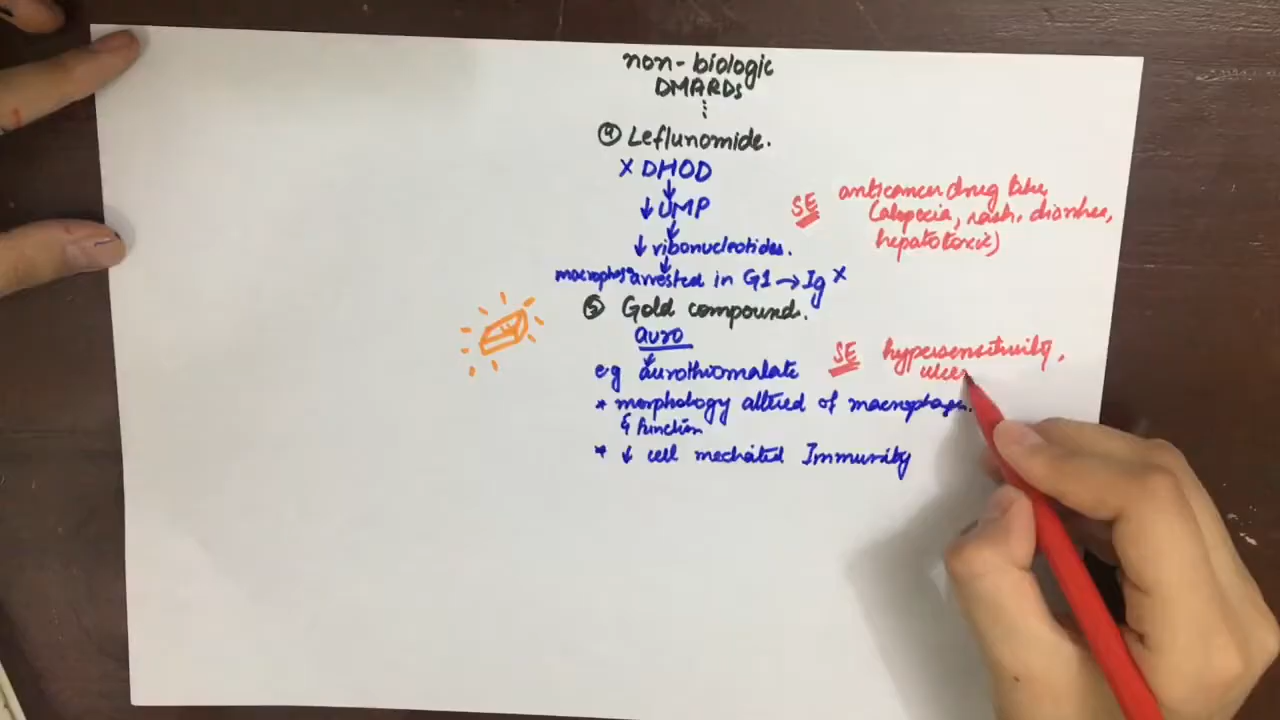 non-biologic
DMARDs
④ Leflunomide.
X DHOD
↓ UMP
↓ ribonucleotides.
macrophage arrested in G1 → Ig X
SE anticancer drug like
(alopecia, rash, diarrhea,
hepatotoxic)
⑤ Gold compound.
auro
eg aurothiomalate
SE hypersensitivity,
ulcer
* morphology altered of macrophages.
& function
* ↓ cell mediated Immunity